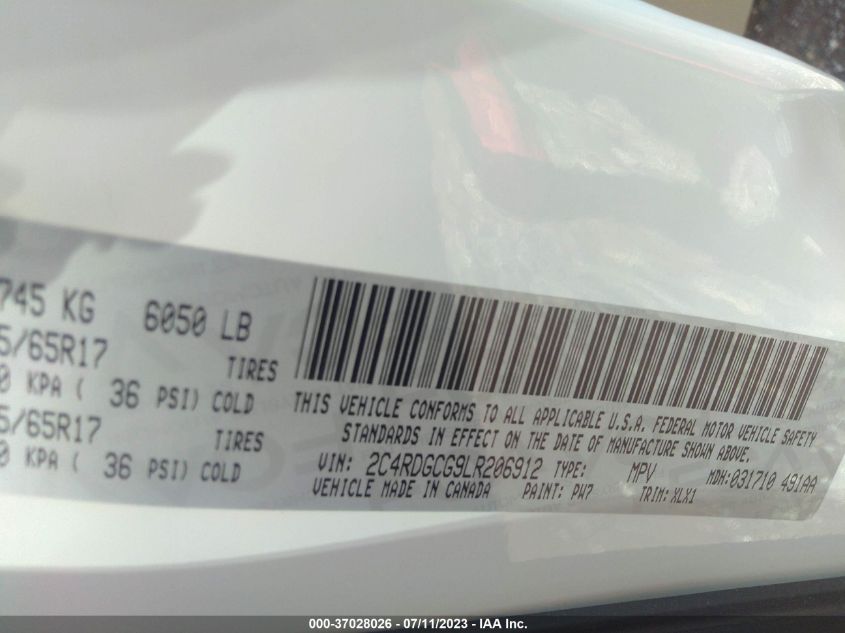 745 KG 6050 LB
5/65R17 TIRES
0 KPA ( 36 PSI) COLD
5/65R17 TIRES
0 KPA ( 36 PSI) COLD
THIS VEHICLE CONFORMS TO ALL APPLICABLE U.S.A. FEDERAL MOTOR VEHICLE SAFETY
STANDARDS IN EFFECT ON THE DATE OF MANUFACTURE SHOWN ABOVE.
VIN: 2C4RDGCG9LR206912 TYPE: MPV MDH:031710 491AA
VEHICLE MADE IN CANADA PAINT: PW7 TRIM: XLX1
000-37028026 - 07/11/2023 - IAA Inc.